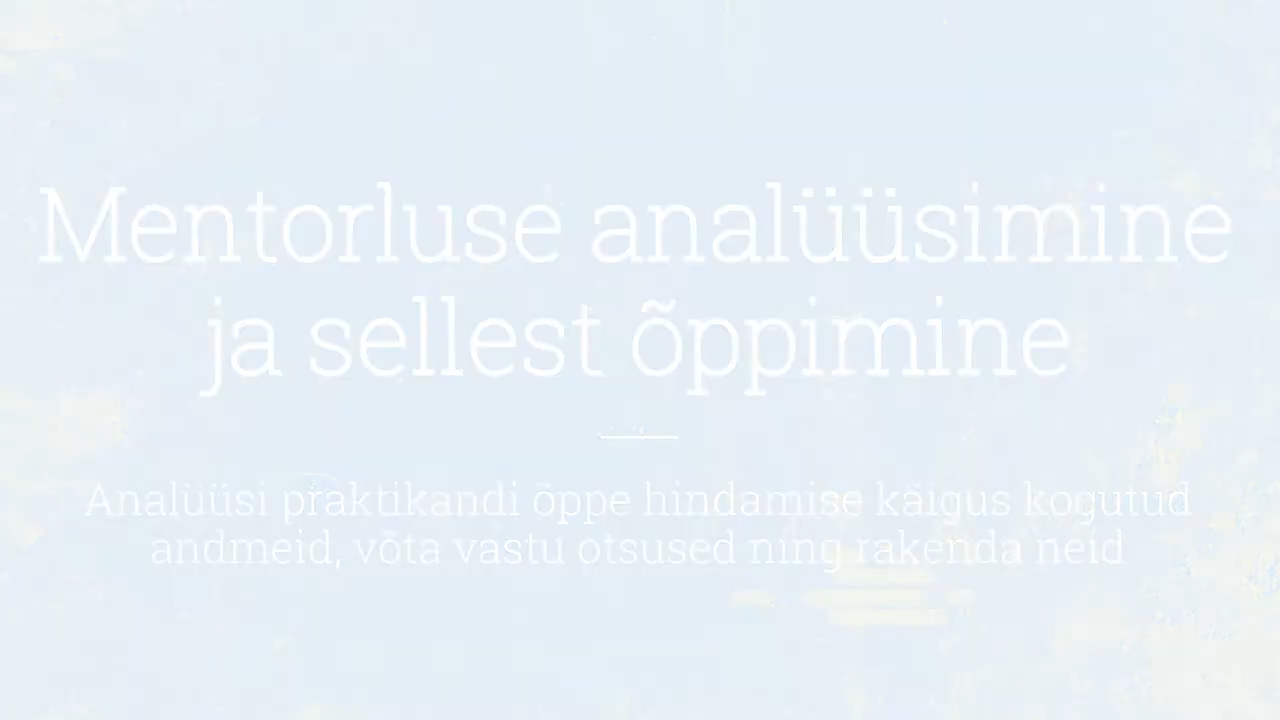 Mentorluse analüüsimine
ja sellest õppimine
Analüüsi praktikandi õppe hindamise käigus kogutud
andmeid, võta vastu otsused ning rakenda neid